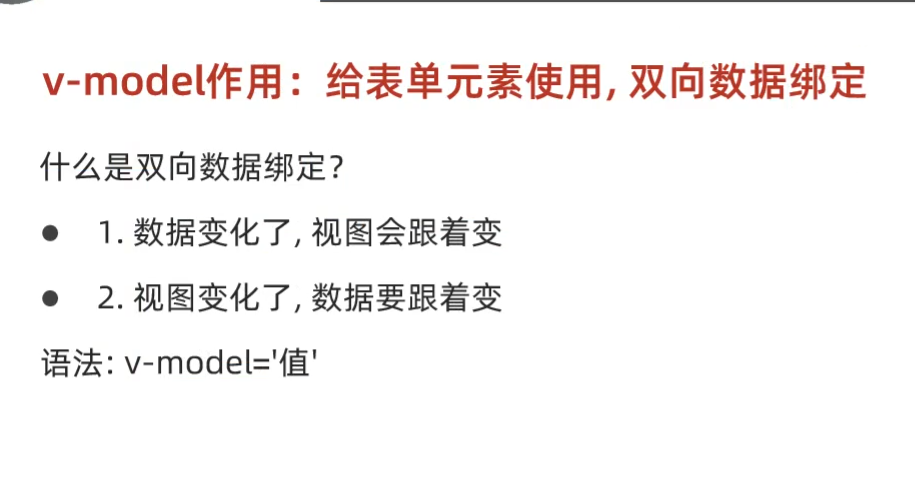 v-model作用：给表单元素使用, 双向数据绑定
什么是双向数据绑定?
● 1. 数据变化了, 视图会跟着变
● 2. 视图变化了, 数据要跟着变
语法: v-model='值'